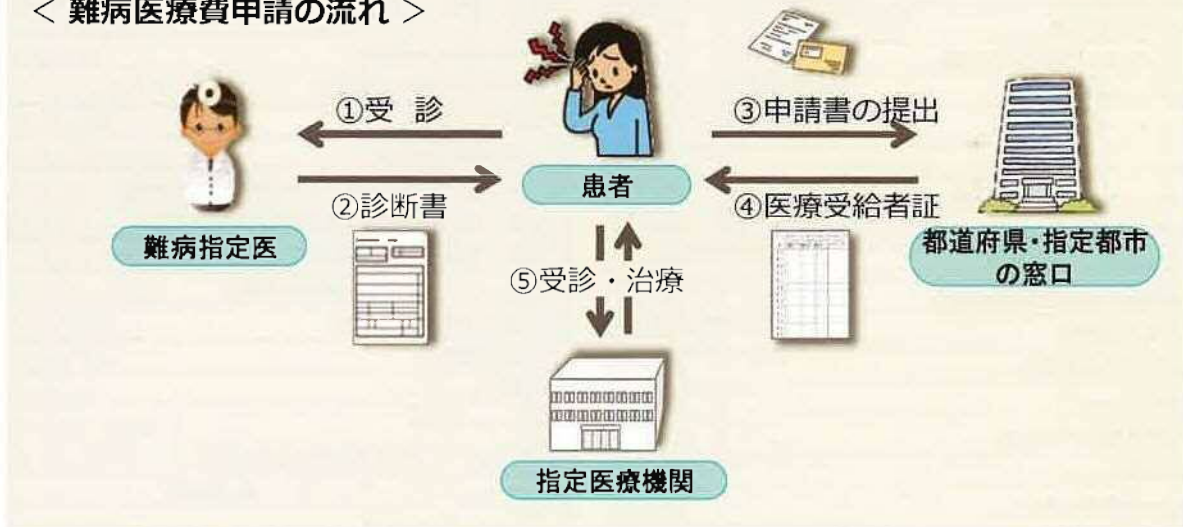 < 難病医療費申請の流れ >
①受 診
③申請書の提出
患者
②診断書
④医療受給者証
難病指定医
都道府県・指定都市
の窓口
⑤受診・治療
指定医療機関